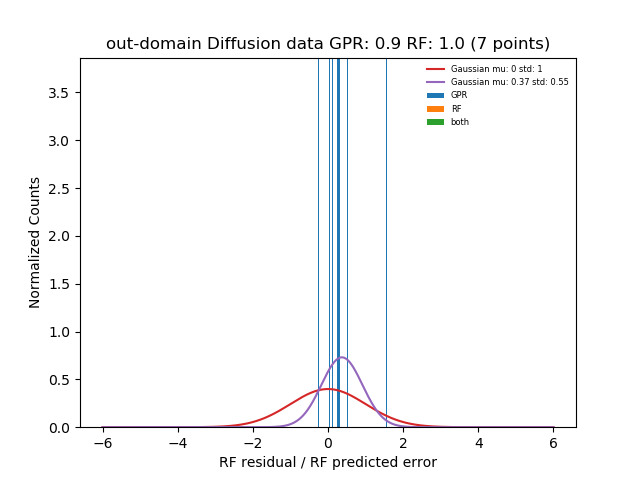 out-domain Diffusion data GPR: 0.9 RF: 1.0 (7 points)
Gaussian mu: 0 std: 1
Gaussian mu: 0.37 std: 0.55
GPR
RF
both
Normalized Counts
3.5
3.0
2.5
2.0
1.5
1.0
0.5
0.0
−6 −4 −2 0 2 4 6
RF residual / RF predicted error